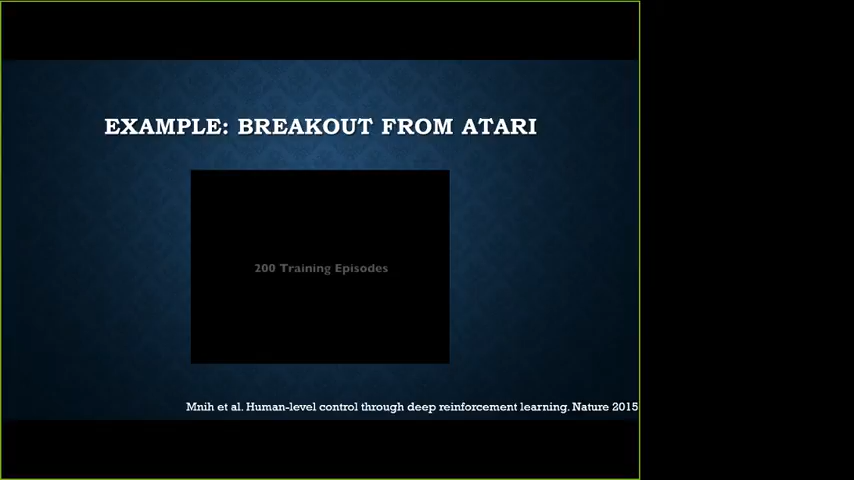 EXAMPLE: BREAKOUT FROM ATARI
200 Training Episodes
Mnih et al. Human-level control through deep reinforcement learning. Nature 2015